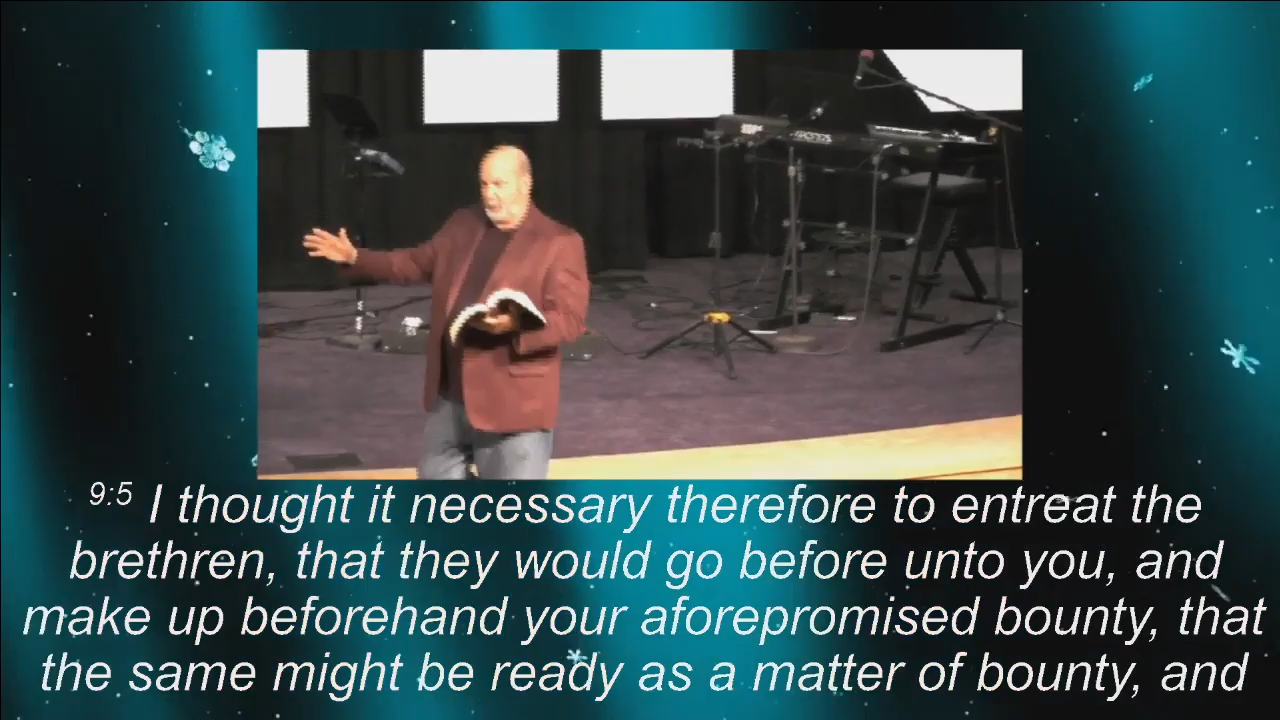 9:5 I thought it necessary therefore to entreat the
brethren, that they would go before unto you, and
make up beforehand your aforepromised bounty, that
the same might be ready as a matter of bounty, and